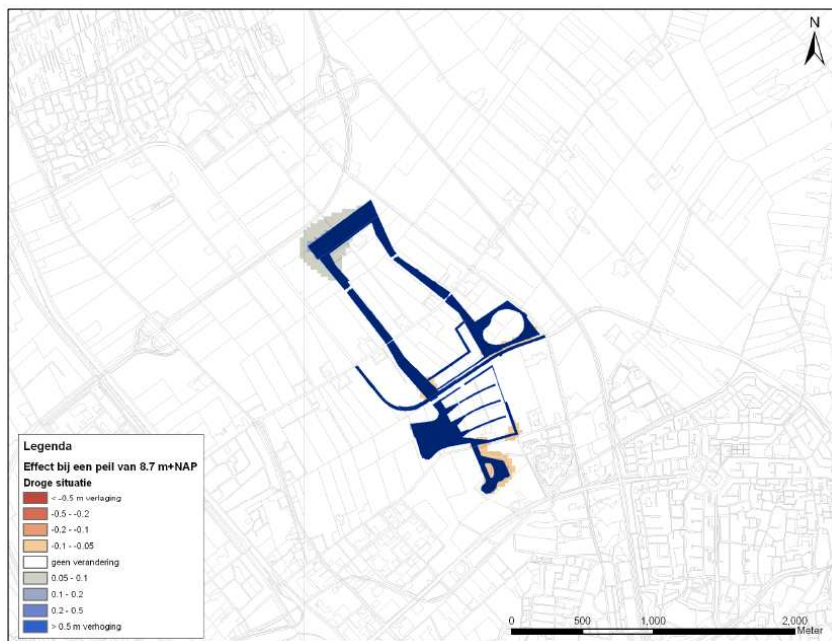 N
Legenda
Effect bij een peil van 8.7 m+NAP
Droge situatie
< -0.5 m verlaging
-0.5 - -0.2
-0.2 - -0.1
-0.1 - -0.05
geen verandering
0.05 - 0.1
0.1 - 0.2
0.2 - 0.5
> 0.5 m verhoging
0 500 1,000 2,000
Meter